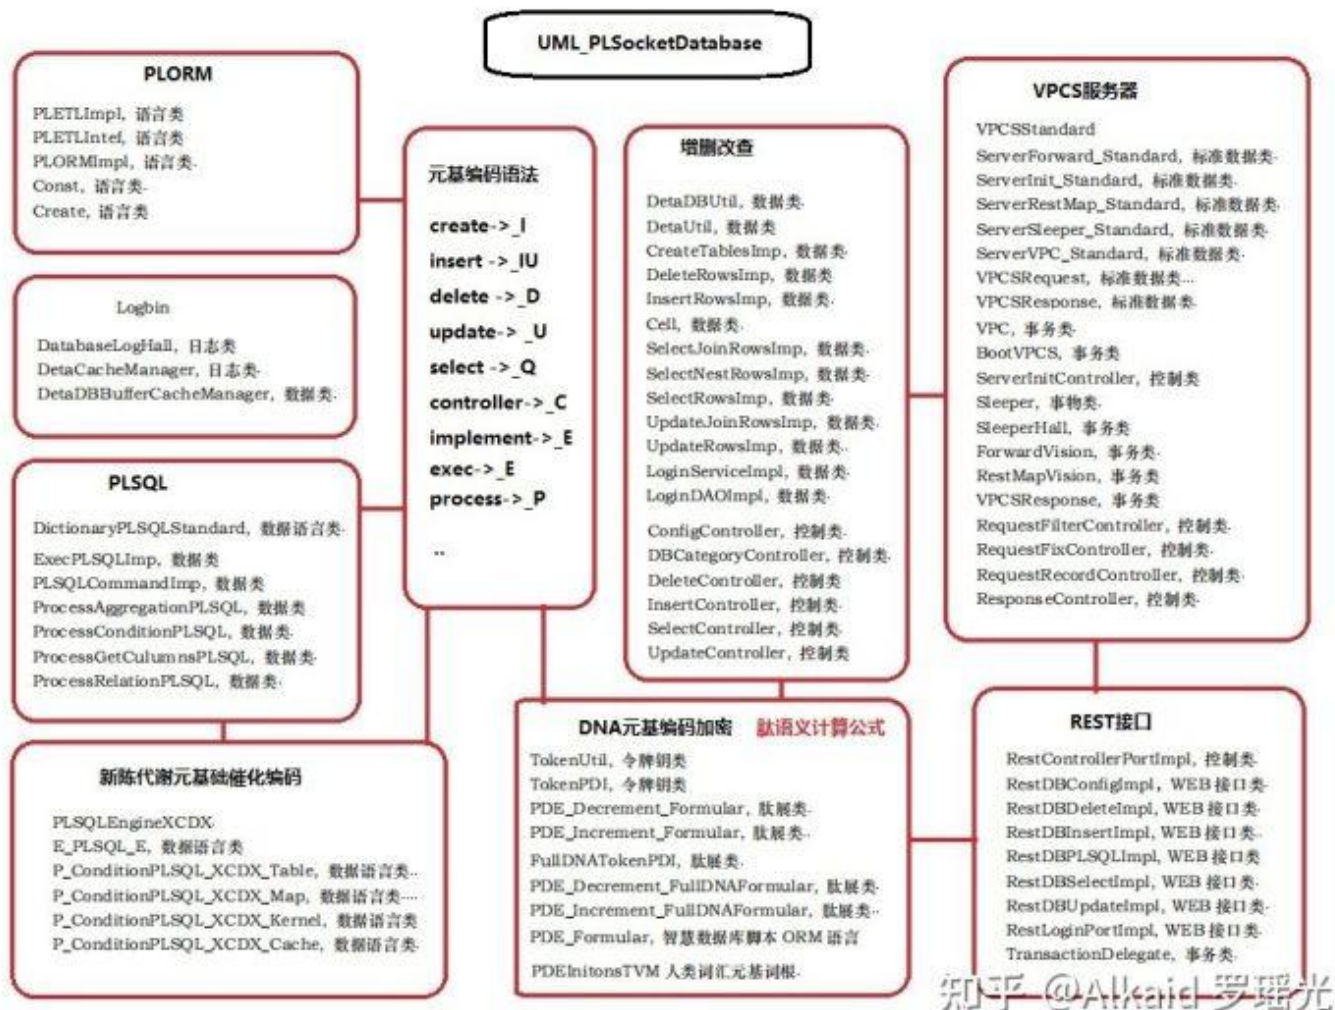 UML_PLSocketDatabase
PLORM
PLETLImpl, 语言类
PLETLIntef, 语言类
PLORMImpl, 语言类.
Const, 语言类.
Create, 语言类
Logbin
DatabaseLogHall, 日志类
DetaCacheManager, 日志类.
DetaDBBufferCacheManager, 数据类.
PLSQL
DictionaryPLSQLStandard, 数据语言类.
ExecPLSQLImp, 数据类
PLSQLCommandImp, 数据类
ProcessAggregationPLSQL, 数据类
ProcessConditionPLSQL, 数据类.
ProcessGetCulumnsPLSQL, 数据类.
ProcessRelationPLSQL, 数据类.
新陈代谢元基础催化编码
PLSQLEngineXCDX.
E_PLSQL_E, 数据语言类
P_ConditionPLSQL_XCDX_Table, 数据语言类..
P_ConditionPLSQL_XCDX_Map, 数据语言类....
P_ConditionPLSQL_XCDX_Kernel, 数据语言类
P_ConditionPLSQL_XCDX_Cache, 数据语言类.
元基编码语法
create->_I
insert ->_IU
delete ->_D
update-> _U
select ->_Q
controller->_C
implement->_E
exec->_E
process->_P
..
增删改查
DetaDBUtil, 数据类.
DetaUtil, 数据类
CreateTablesImp, 数据类.
DeleteRowsImp, 数据类
InsertRowsImp, 数据类.
Cell, 数据类.
SelectJoinRowsImp, 数据类.
SelectNestRowsImp, 数据类.
SelectRowsImp, 数据类.
UpdateJoinRowsImp, 数据类.
UpdateRowsImp, 数据类.
LoginServiceImpl, 数据类.
LoginDAOImpl, 数据类.
ConfigController, 控制类.
DBCategoryController, 控制类.
DeleteController, 控制类
InsertController, 控制类.
SelectController, 控制类.
UpdateController, 控制类
DNA元基编码加密 肽语义计算公式
TokenUtil, 令牌钥类
TokenPDI, 令牌钥类
PDE_Decrement_Formular, 肽展类.
PDE_Increment_Formular, 肽展类.
FullDNATokenPDI, 肽展类.
PDE_Decrement_FullDNAFormular, 肽展类.
PDE_Increment_FullDNAFormular, 肽展类..
PDE_Formular, 智慧数据库脚本 ORM 语言
PDEInitonsTVM 人类词汇元基词根.
VPCS服务器
VPCSStandard
ServerForward_Standard, 标准数据类.
ServerInit_Standard, 标准数据类.
ServerRestMap_Standard, 标准数据类.
ServerSleeper_Standard, 标准数据类.
ServerVPC_Standard, 标准数据类.
VPCSRequest, 标准数据类...
VPCSResponse, 标准数据类.
VPC, 事务类.
BootVPCS, 事务类
ServerInitController, 控制类
Sleeper, 事物类.
SleeperHall, 事务类
ForwardVision, 事务类.
RestMapVision, 事务类
VPCSResponse, 事务类
RequestFilterController, 控制类.
RequestFixController, 控制类.
RequestRecordController, 控制类.
ResponseController, 控制类.
REST接口
RestControllerPortImpl, 控制类.
RestDBConfigImpl, WEB 接口类.
RestDBDeleteImpl, WEB 接口类.
RestDBInsertImpl, WEB 接口类.
RestDBPLSQLImpl, WEB 接口类
RestDBSelectImpl, WEB 接口类.
RestDBUpdateImpl, WEB 接口类.
RestLoginPortImpl, WEB 接口类.
TransactionDelegate, 事务类.
知乎 @Alkaid 罗瑶光